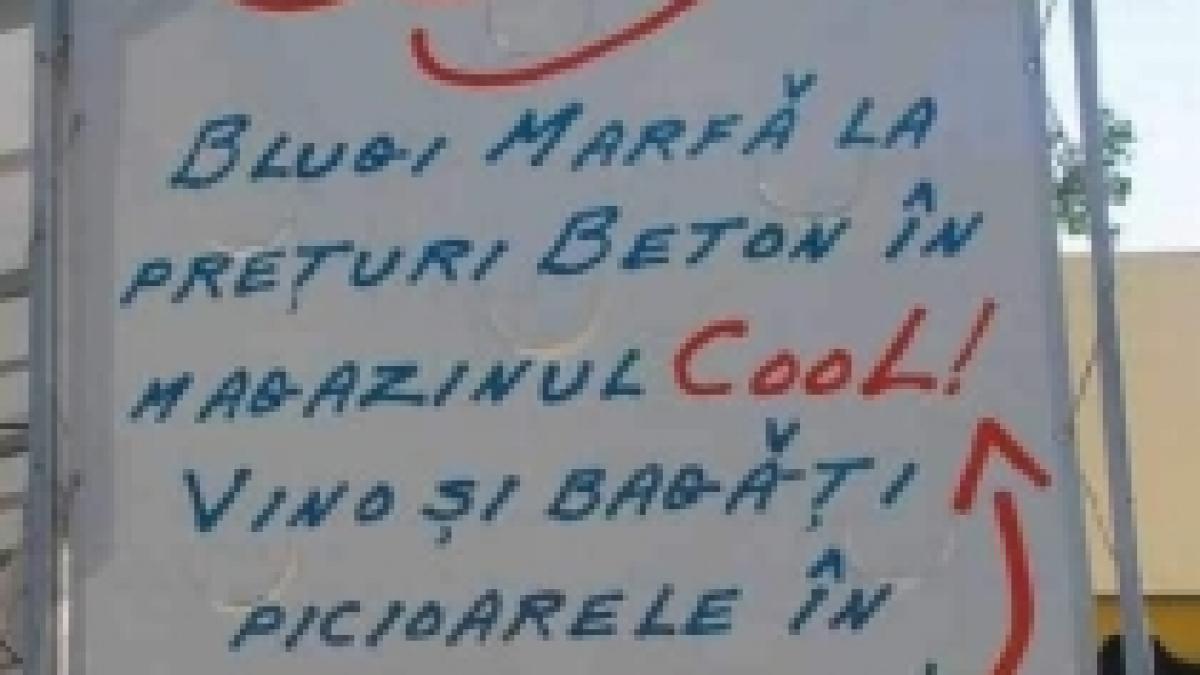 BLUGI MARFĂ LA
PREȚURI BETON ÎN
MAGAZINUL COOL!
VINO ȘI BAGĂ-ȚI
PICIOARELE ÎN